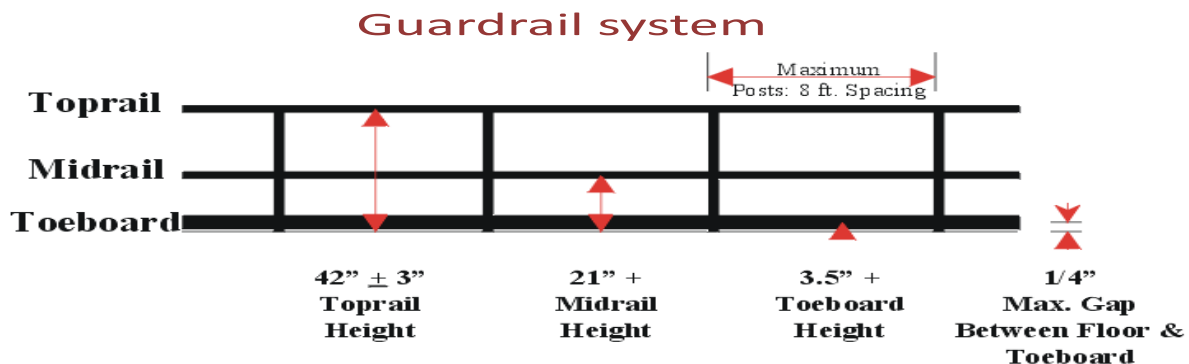 Guardrail system
Maximum
Posts: 8 ft. Spacing
Toprail
Midrail
Toeboard
42” ± 3”
Toprail
Height
21” +
Midrail
Height
3.5” +
Toeboard
Height
1/4”
Max. Gap
Between Floor &
Toeboard